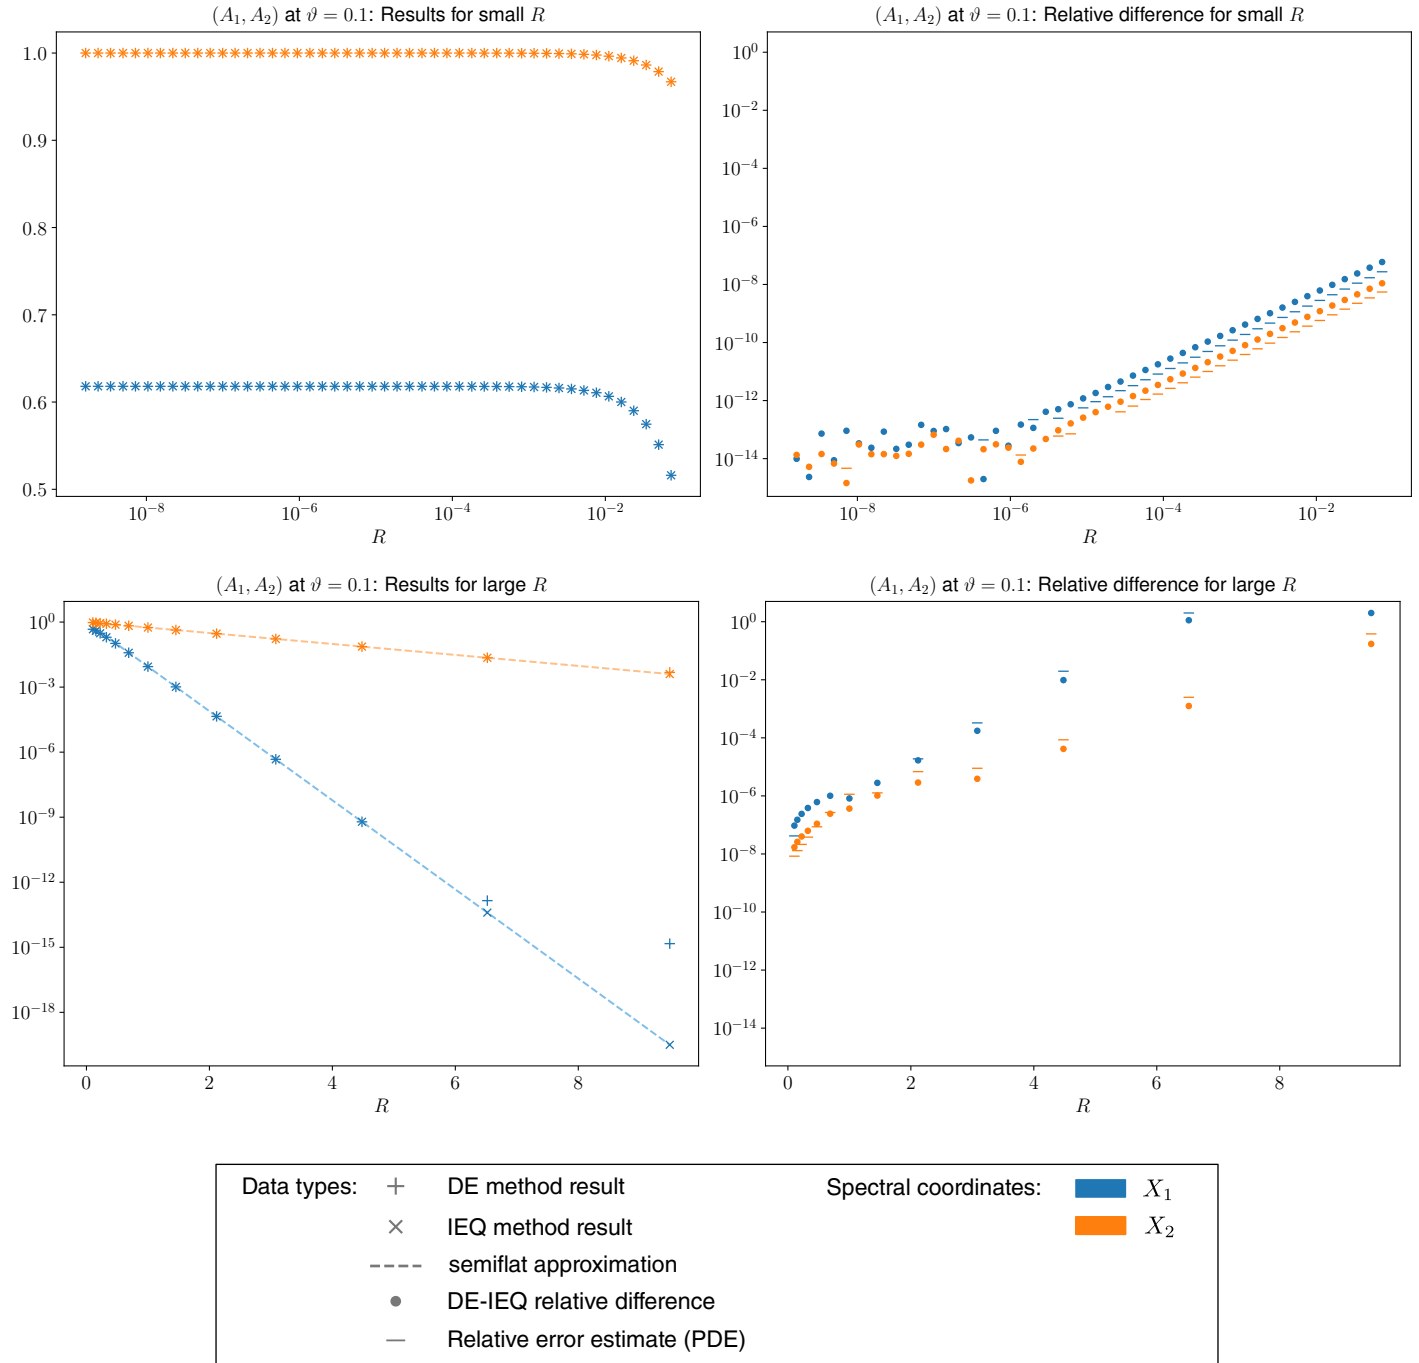 (A₁, A₂) at ϑ = 0.1: Results for small R
1.0
0.9
0.8
0.7
0.6
0.5
10⁻⁸ 10⁻⁶ 10⁻⁴ 10⁻²
R
(A₁, A₂) at ϑ = 0.1: Relative difference for small R
10⁰
10⁻²
10⁻⁴
10⁻⁶
10⁻⁸
10⁻¹⁰
10⁻¹²
10⁻¹⁴
10⁻⁸ 10⁻⁶ 10⁻⁴ 10⁻²
R
(A₁, A₂) at ϑ = 0.1: Results for large R
10⁰
10⁻³
10⁻⁶
10⁻⁹
10⁻¹²
10⁻¹⁵
10⁻¹⁸
0 2 4 6 8
R
(A₁, A₂) at ϑ = 0.1: Relative difference for large R
10⁰
10⁻²
10⁻⁴
10⁻⁶
10⁻⁸
10⁻¹⁰
10⁻¹²
10⁻¹⁴
0 2 4 6 8
R
Data types:
DE method result
IEQ method result
semiflat approximation
DE-IEQ relative difference
Relative error estimate (PDE)
Spectral coordinates:
X₁
X₂